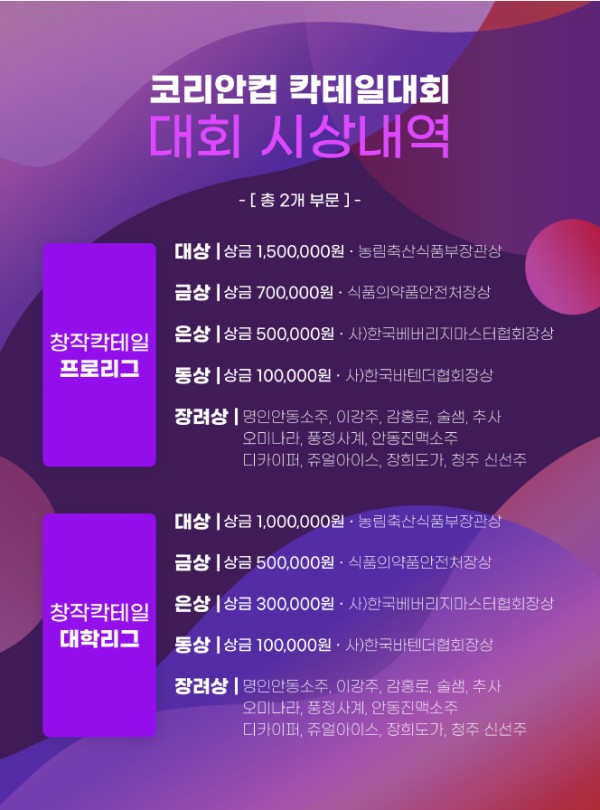 코리안컵 칵테일대회
대회 시상내역
- [ 총 2개 부문 ] -
창작칵테일
프로리그
대상 | 상금 1,500,000원 · 농림축산식품부장관상
금상 | 상금 700,000원 · 식품의약품안전처장상
은상 | 상금 500,000원 · 사)한국베버리지마스터협회장상
동상 | 상금 100,000원 · 사)한국바텐더협회장상
장려상 | 명인안동소주, 이강주, 감홍로, 술샘, 추사
오미나라, 풍정사계, 안동진맥소주
디카이퍼, 쥬얼아이스, 장희도가, 청주 신선주
창작칵테일
대학리그
대상 | 상금 1,000,000원 · 농림축산식품부장관상
금상 | 상금 500,000원 · 식품의약품안전처장상
은상 | 상금 300,000원 · 사)한국베버리지마스터협회장상
동상 | 상금 100,000원 · 사)한국바텐더협회장상
장려상 | 명인안동소주, 이강주, 감홍로, 술샘, 추사
오미나라, 풍정사계, 안동진맥소주
디카이퍼, 쥬얼아이스, 장희도가, 청주 신선주